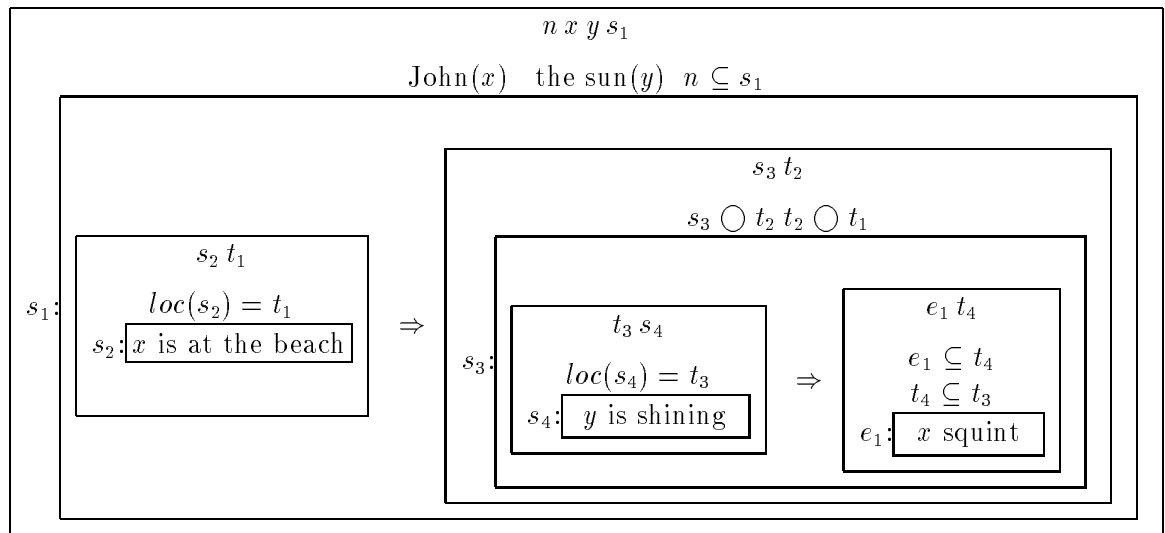 n x y s₁
John(x) the sun(y) n ⊆ s₁
s₃ t₂
s₃ ◯ t₂ t₂ ◯ t₁
s₂ t₁
loc(s₂) = t₁
s₂: x is at the beach
s₁:
⇒
t₃ s₄
loc(s₄) = t₃
s₄: y is shining
s₃:
⇒
e₁ t₄
e₁ ⊆ t₄
t₄ ⊆ t₃
e₁: x squint